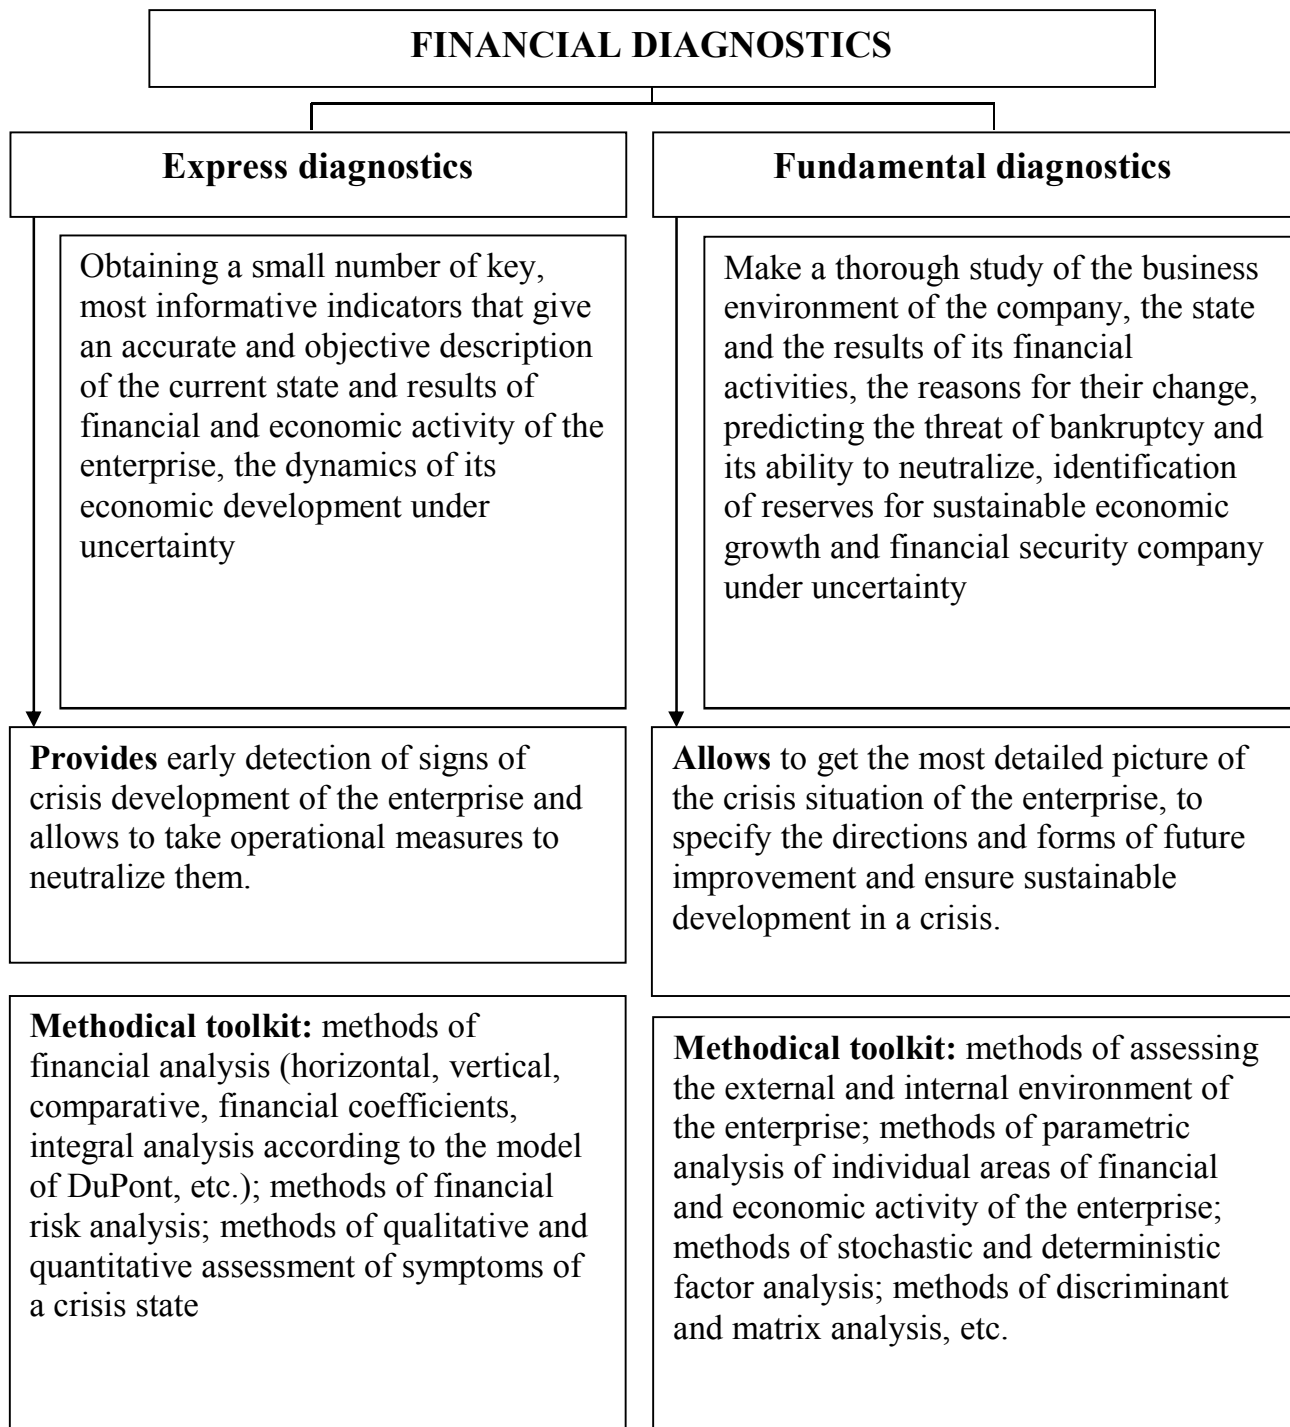 FINANCIAL DIAGNOSTICS
Express diagnostics
Obtaining a small number of key,
most informative indicators that give
an accurate and objective description
of the current state and results of
financial and economic activity of the
enterprise, the dynamics of its
economic development under
uncertainty
Provides early detection of signs of
crisis development of the enterprise and
allows to take operational measures to
neutralize them.
Methodical toolkit: methods of
financial analysis (horizontal, vertical,
comparative, financial coefficients,
integral analysis according to the model
of DuPont, etc.); methods of financial
risk analysis; methods of qualitative and
quantitative assessment of symptoms of
a crisis state
Fundamental diagnostics
Make a thorough study of the business
environment of the company, the state
and the results of its financial
activities, the reasons for their change,
predicting the threat of bankruptcy and
its ability to neutralize, identification
of reserves for sustainable economic
growth and financial security company
under uncertainty
Allows to get the most detailed picture of
the crisis situation of the enterprise, to
specify the directions and forms of future
improvement and ensure sustainable
development in a crisis.
Methodical toolkit: methods of assessing
the external and internal environment of
the enterprise; methods of parametric
analysis of individual areas of financial
and economic activity of the enterprise;
methods of stochastic and deterministic
factor analysis; methods of discriminant
and matrix analysis, etc.